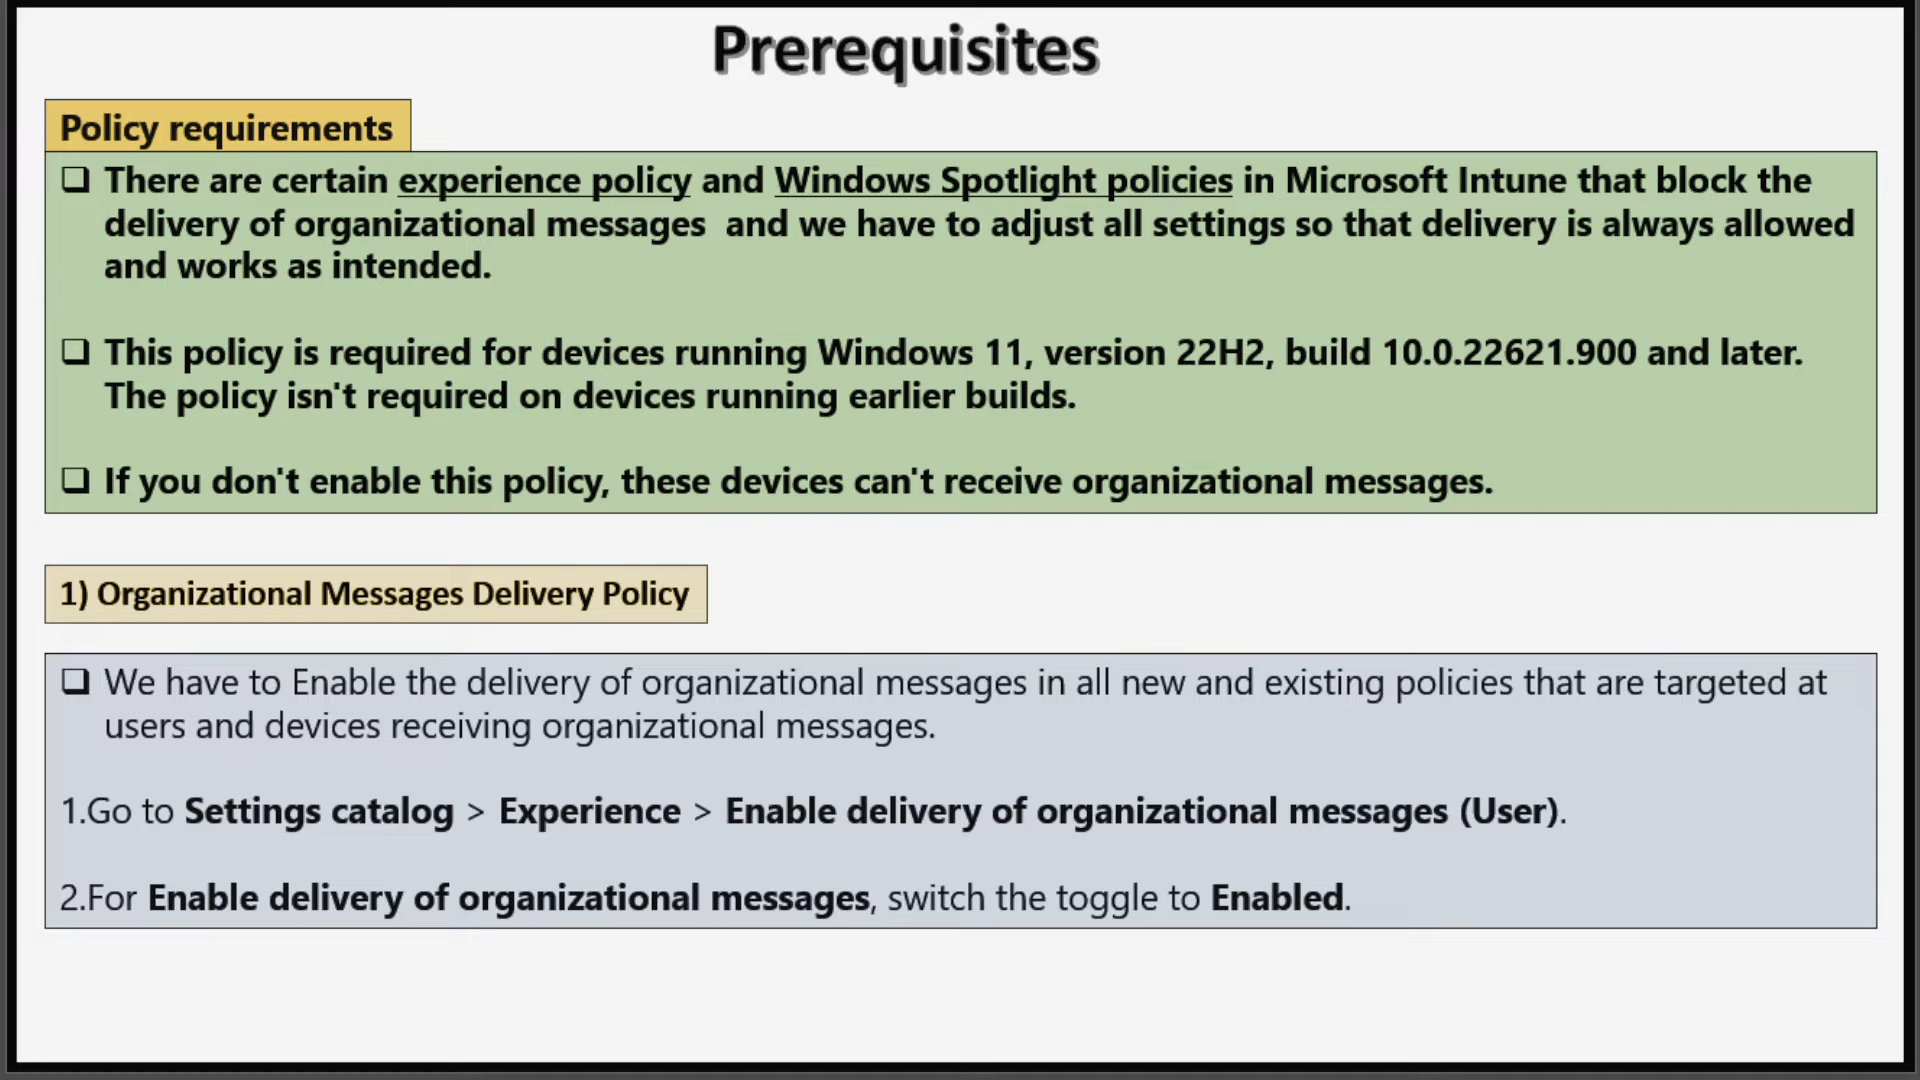 Prerequisites
Policy requirements
❑ There are certain experience policy and Windows Spotlight policies in Microsoft Intune that block the
delivery of organizational messages  and we have to adjust all settings so that delivery is always allowed
and works as intended.
❑ This policy is required for devices running Windows 11, version 22H2, build 10.0.22621.900 and later.
The policy isn't required on devices running earlier builds.
❑ If you don't enable this policy, these devices can't receive organizational messages.
1) Organizational Messages Delivery Policy
❑ We have to Enable the delivery of organizational messages in all new and existing policies that are targeted at
users and devices receiving organizational messages.
1.Go to Settings catalog > Experience > Enable delivery of organizational messages (User).
2.For Enable delivery of organizational messages, switch the toggle to Enabled.